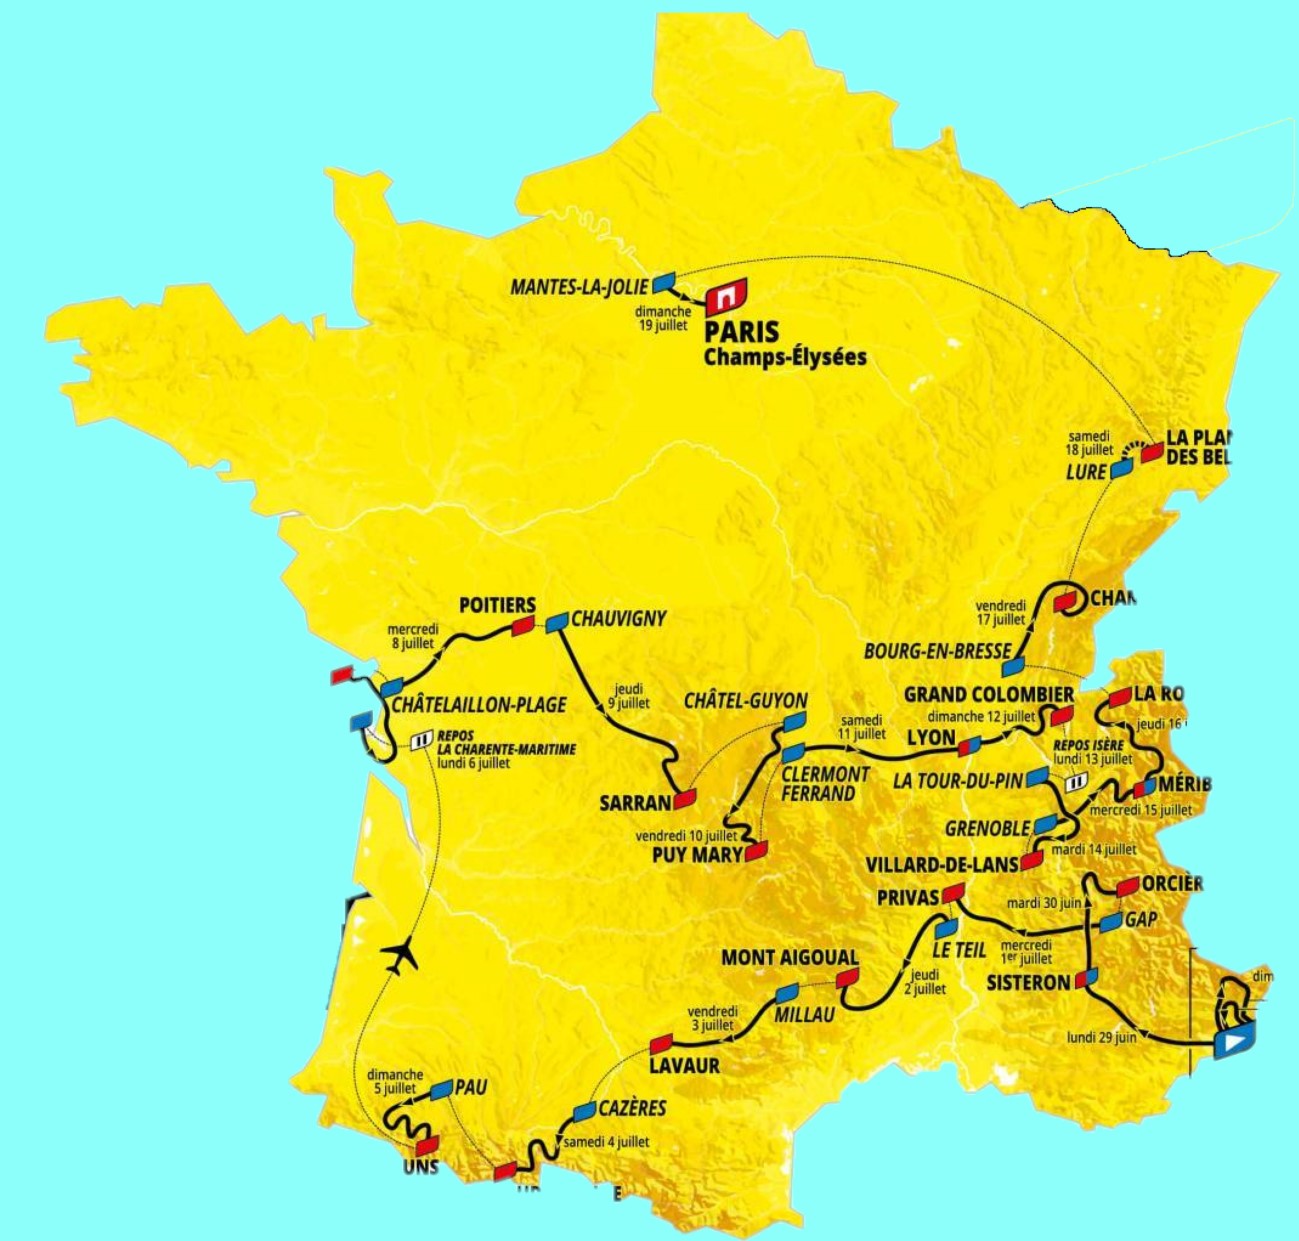 MANTES-LA-JOLIE
dimanche
19 juillet
PARIS
Champs-Élysées
samedi
18 juillet
LURE
LA PLA
DES BEL
POITIERS
CHAUVIGNY
mercredi
8 juillet
CHÂTELAILLON-PLAGE
REPOS
LA CHARENTE-MARITIME
lundi 6 juillet
jeudi
9 juillet
vendredi
17 juillet
CHAM
BOURG-EN-BRESSE
CHÂTEL-GUYON
samedi
11 juillet
LYON
GRAND COLOMBIER
dimanche 12 juillet
LA RO
jeudi 16
REPOS ISÈRE
lundi 13 juillet
CLERMONT
FERRAND
LA TOUR-DU-PIN
MÉRIB
mercredi 15 juillet
SARRAN
vendredi 10 juillet
PUY MARY
GRENOBLE
mardi 14 juillet
VILLARD-DE-LANS
PRIVAS
mardi 30 juin
ORCIER
GAP
LE TEIL
mercredi
1er juillet
MONT AIGOUAL
jeudi
2 juillet
SISTERON
dim
MILLAU
vendredi
3 juillet
lundi 29 juin
LAVAUR
dimanche
5 juillet
PAU
CAZÈRES
samedi 4 juillet
UNS